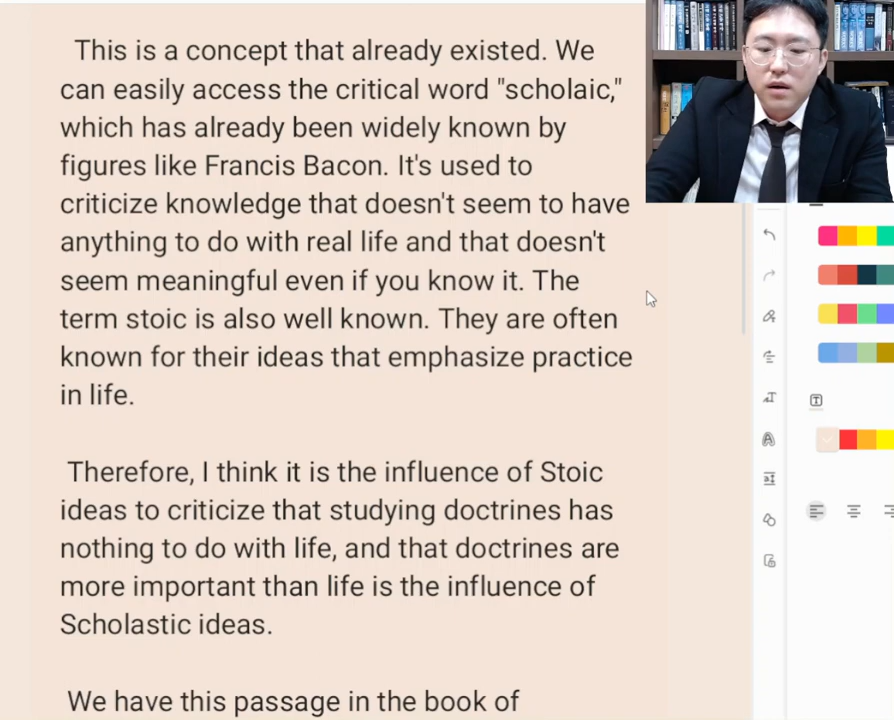 This is a concept that already existed. We
can easily access the critical word "scholaic,"
which has already been widely known by
figures like Francis Bacon. It's used to
criticize knowledge that doesn't seem to have
anything to do with real life and that doesn't
seem meaningful even if you know it. The
term stoic is also well known. They are often
known for their ideas that emphasize practice
in life.
Therefore, I think it is the influence of Stoic
ideas to criticize that studying doctrines has
nothing to do with life, and that doctrines are
more important than life is the influence of
Scholastic ideas.
We have this passage in the book of